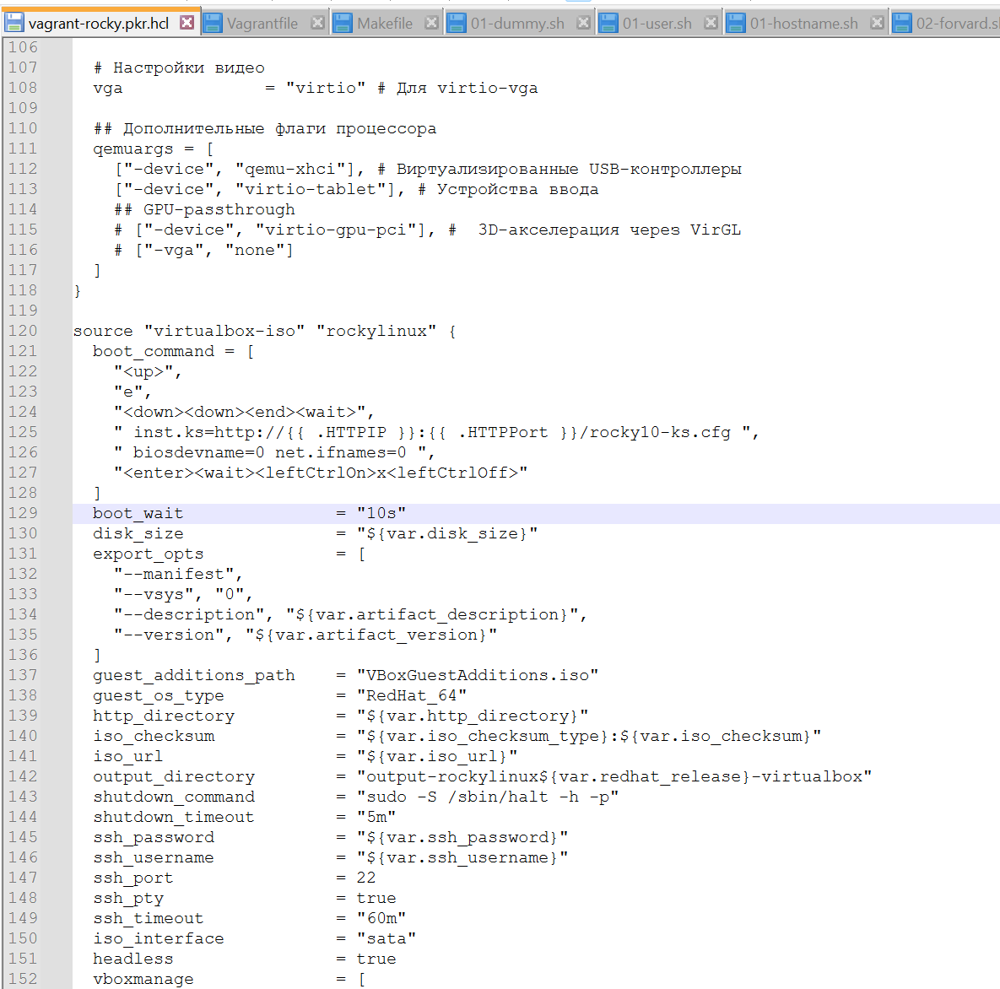 vagrant-rocky.pkr.hcl Vagrantfile Makefile 01-dummy.sh 01-user.sh 01-hostname.sh 02-forvard.s
106
107 # Настройки видео
108 vga = "virtio" # Для virtio-vga
109
110 ## Дополнительные флаги процессора
111 qemuargs = [
112 ["-device", "qemu-xhci"], # Виртуализированные USB-контроллеры
113 ["-device", "virtio-tablet"], # Устройства ввода
114 ## GPU-passthrough
115 # ["-device", "virtio-gpu-pci"], # 3D-акселерация через VirGL
116 # ["-vga", "none"]
117 ]
118 }
119
120 source "virtualbox-iso" "rockylinux" {
121 boot_command = [
122 "<up>",
123 "e",
124 "<down><down><end><wait>",
125 " inst.ks=http://{{ .HTTPIP }}:{{ .HTTPPort }}/rocky10-ks.cfg ",
126 " biosdevname=0 net.ifnames=0 ",
127 "<enter><wait><leftCtrlOn>x<leftCtrlOff>"
128 ]
129 boot_wait = "10s"
130 disk_size = "${var.disk_size}"
131 export_opts = [
132 "--manifest",
133 "--vsys", "0",
134 "--description", "${var.artifact_description}",
135 "--version", "${var.artifact_version}"
136 ]
137 guest_additions_path = "VBoxGuestAdditions.iso"
138 guest_os_type = "RedHat_64"
139 http_directory = "${var.http_directory}"
140 iso_checksum = "${var.iso_checksum_type}:${var.iso_checksum}"
141 iso_url = "${var.iso_url}"
142 output_directory = "output-rockylinux${var.redhat_release}-virtualbox"
143 shutdown_command = "sudo -S /sbin/halt -h -p"
144 shutdown_timeout = "5m"
145 ssh_password = "${var.ssh_password}"
146 ssh_username = "${var.ssh_username}"
147 ssh_port = 22
148 ssh_pty = true
149 ssh_timeout = "60m"
150 iso_interface = "sata"
151 headless = true
152 vboxmanage = [